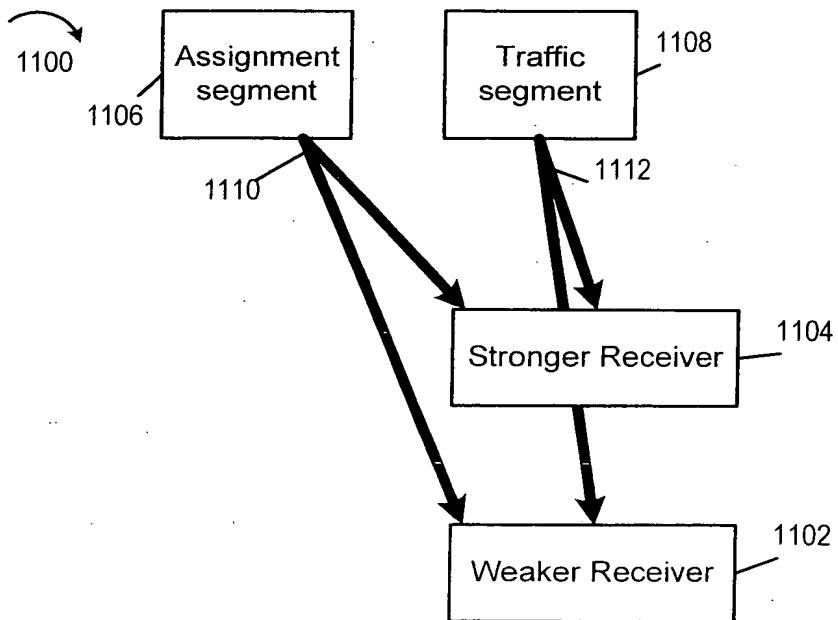 1100
Assignment
segment
1106
Traffic
segment
1108
1110
1112
Stronger Receiver
1104
Weaker Receiver
1102